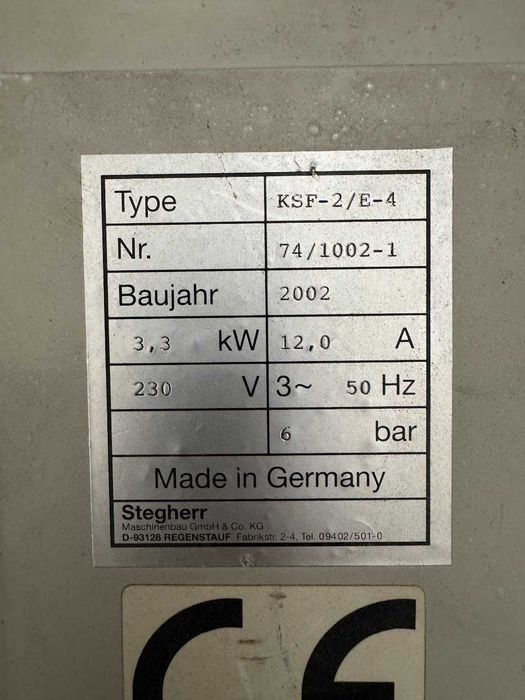 Type KSF-2/E-4
Nr. 74/1002-1
Baujahr 2002
3,3 kW 12,0 A
230 V 3~ 50 Hz
6 bar
Made in Germany
Stegherr
Maschinenbau GmbH & Co. KG
D-93128 REGENSTAUF Fabrikstr. 2-4, Tel. 09402/501-0
CE